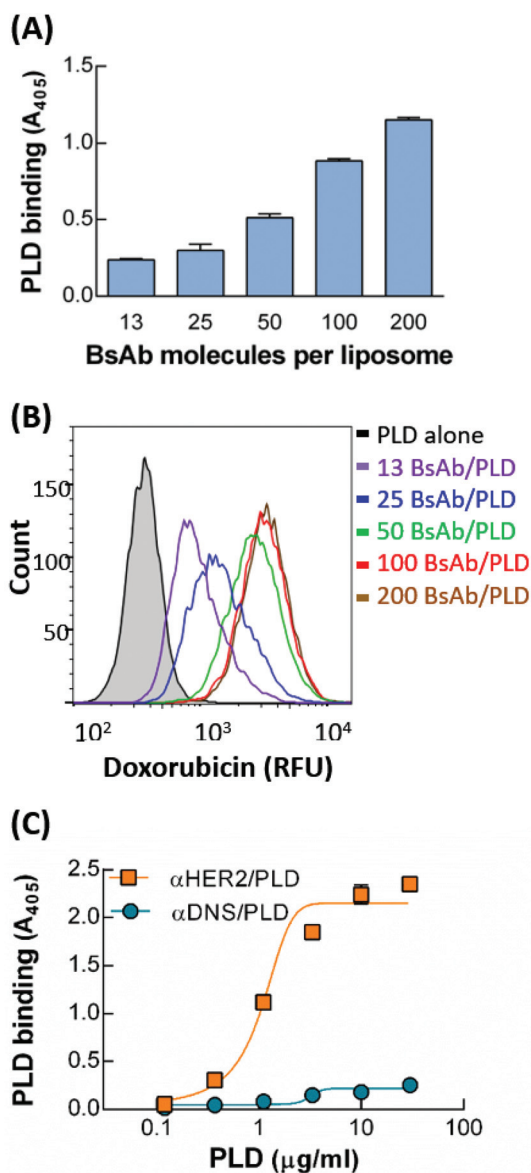 (A)
PLD binding (A405)
1.5
1.0
0.5
0.0
13 25 50 100 200
BsAb molecules per liposome
(B)
Count
150
100
50
PLD alone
13 BsAb/PLD
25 BsAb/PLD
50 BsAb/PLD
100 BsAb/PLD
200 BsAb/PLD
10² 10³ 10⁴
Doxorubicin (RFU)
(C)
PLD binding (A405)
2.5
2.0
1.5
1.0
0.5
0.0
αHER2/PLD
αDNS/PLD
0.1 1 10 100
PLD (μg/ml)